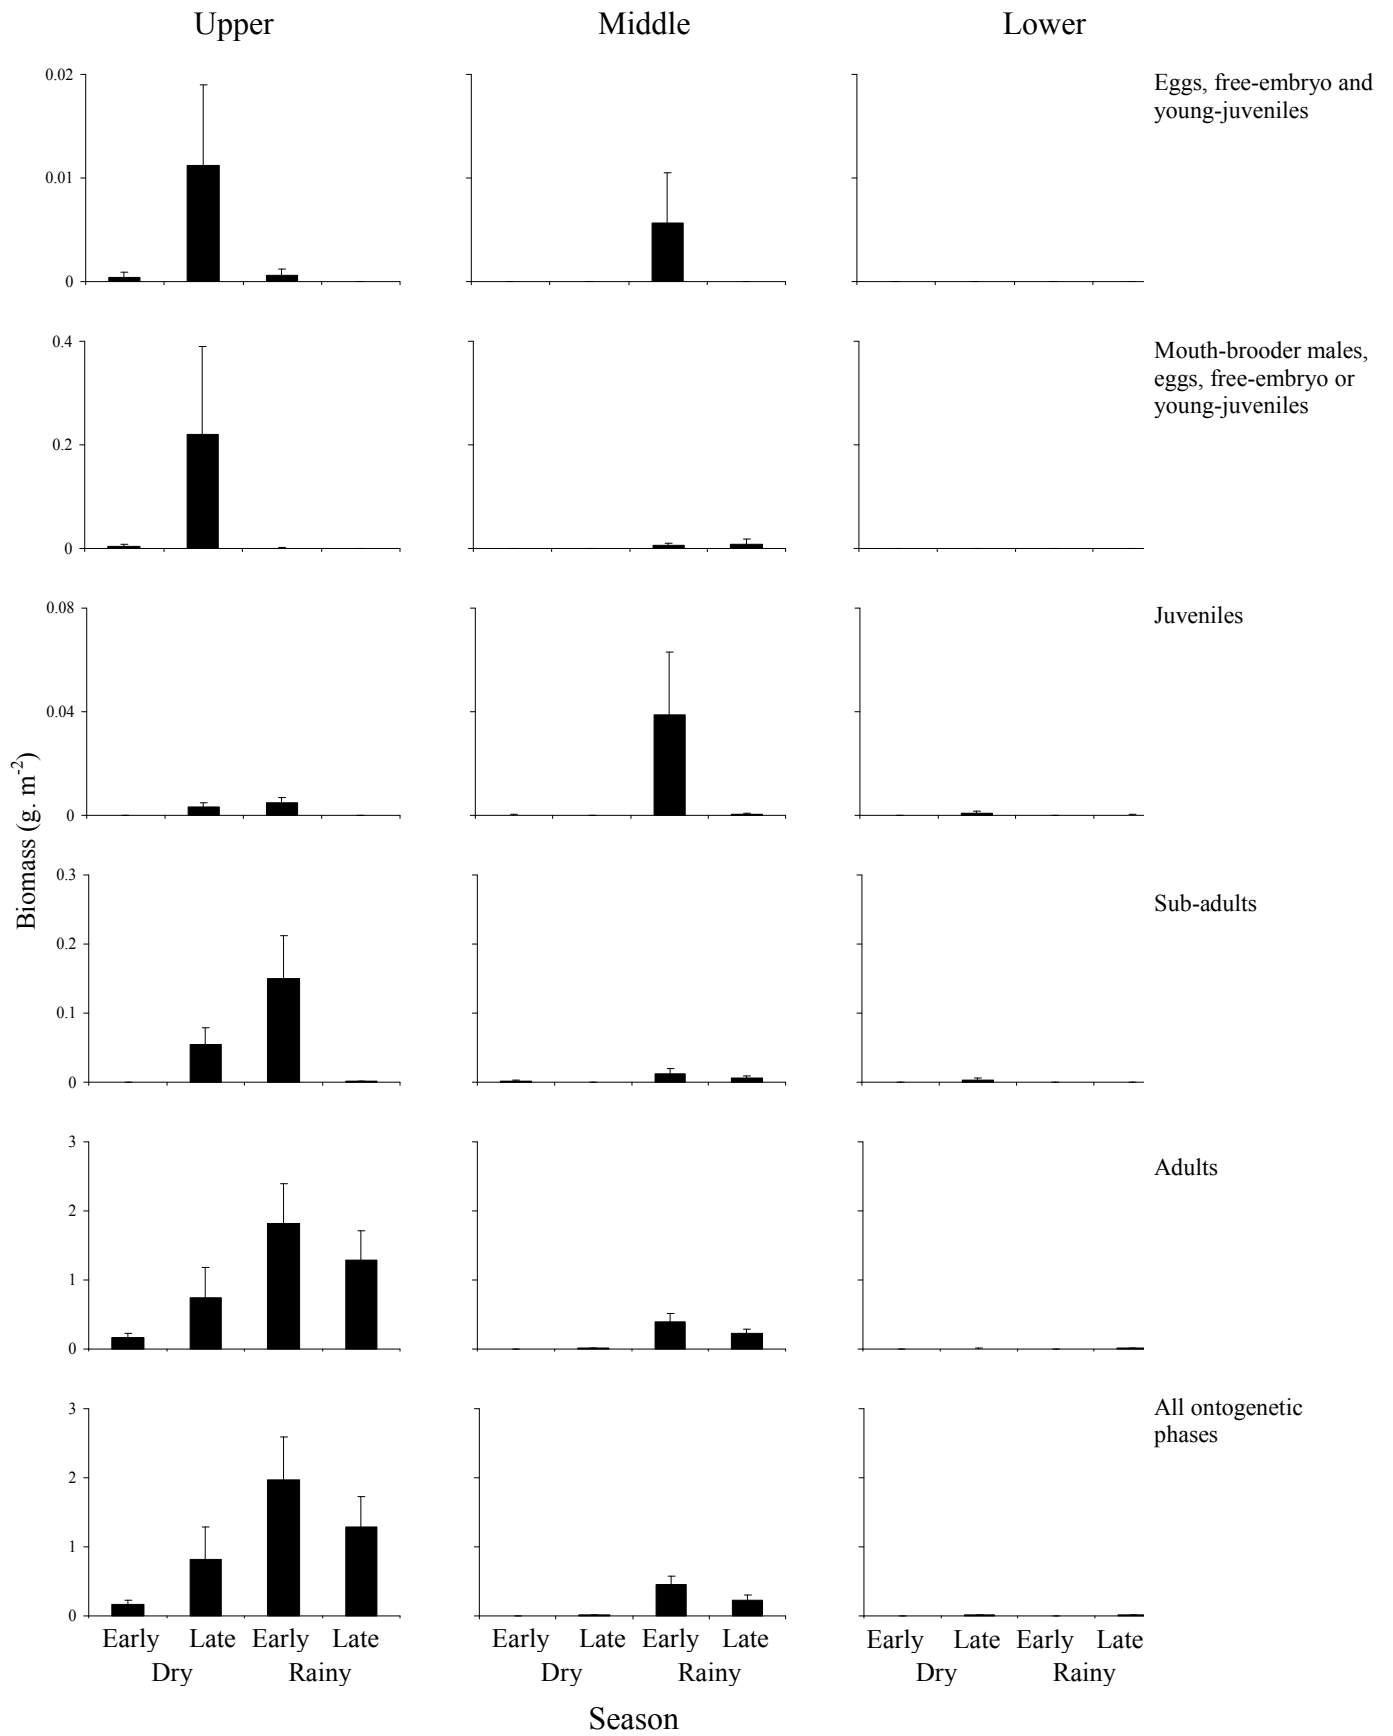 Upper Middle Lower
0.02
0.01
0
Eggs, free-embryo and
young-juveniles
0.4
0.2
0
Mouth-brooder males,
eggs, free-embryo or
young-juveniles
0.08
0.04
0
Juveniles
Biomass (g. m-2)
0.3
0.2
0.1
0
Sub-adults
3
2
1
0
Adults
3
2
1
0
All ontogenetic
phases
Early Late Early Late Early Late Early Late Early Late Early Late
Dry Rainy Dry Rainy Dry Rainy
Season